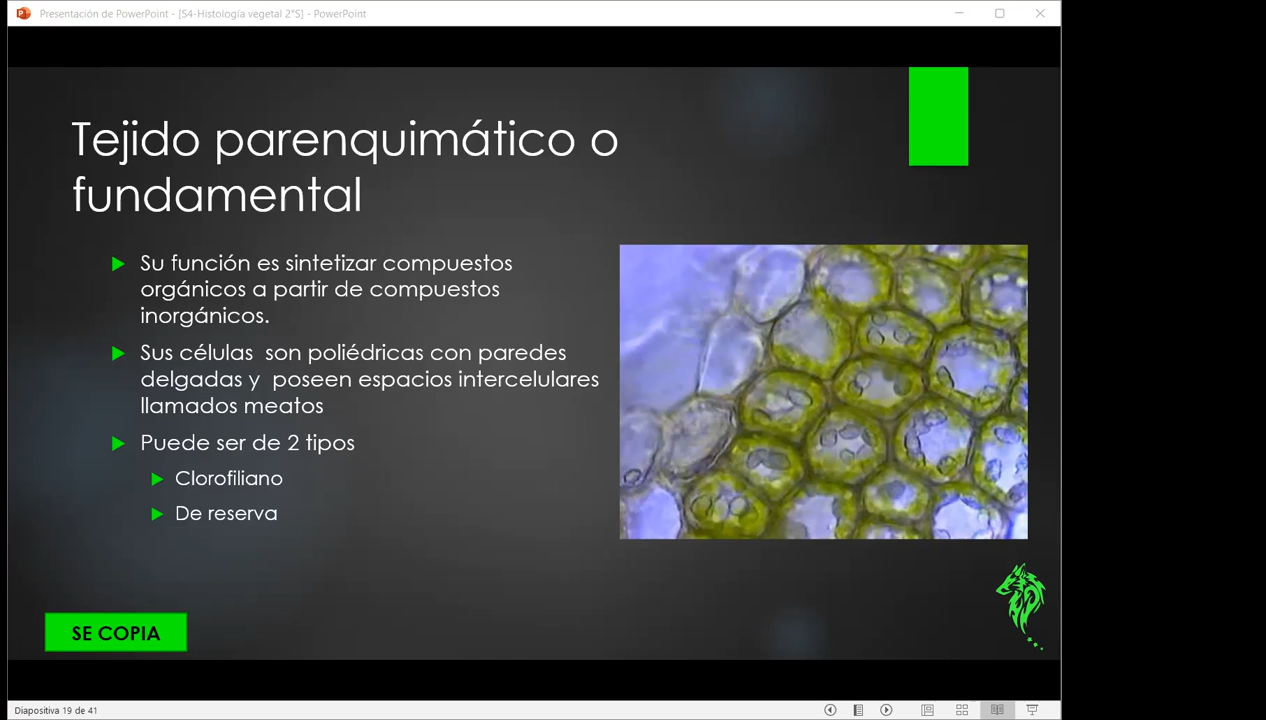 Presentación de PowerPoint - [S4-Histología vegetal 2°S] - PowerPoint
Tejido parenquimático o
fundamental
Su función es sintetizar compuestos
orgánicos a partir de compuestos
inorgánicos.
Sus células  son poliédricas con paredes
delgadas y  poseen espacios intercelulares
llamados meatos
Puede ser de 2 tipos
Clorofiliano
De reserva
SE COPIA
Diapositiva 19 de 41